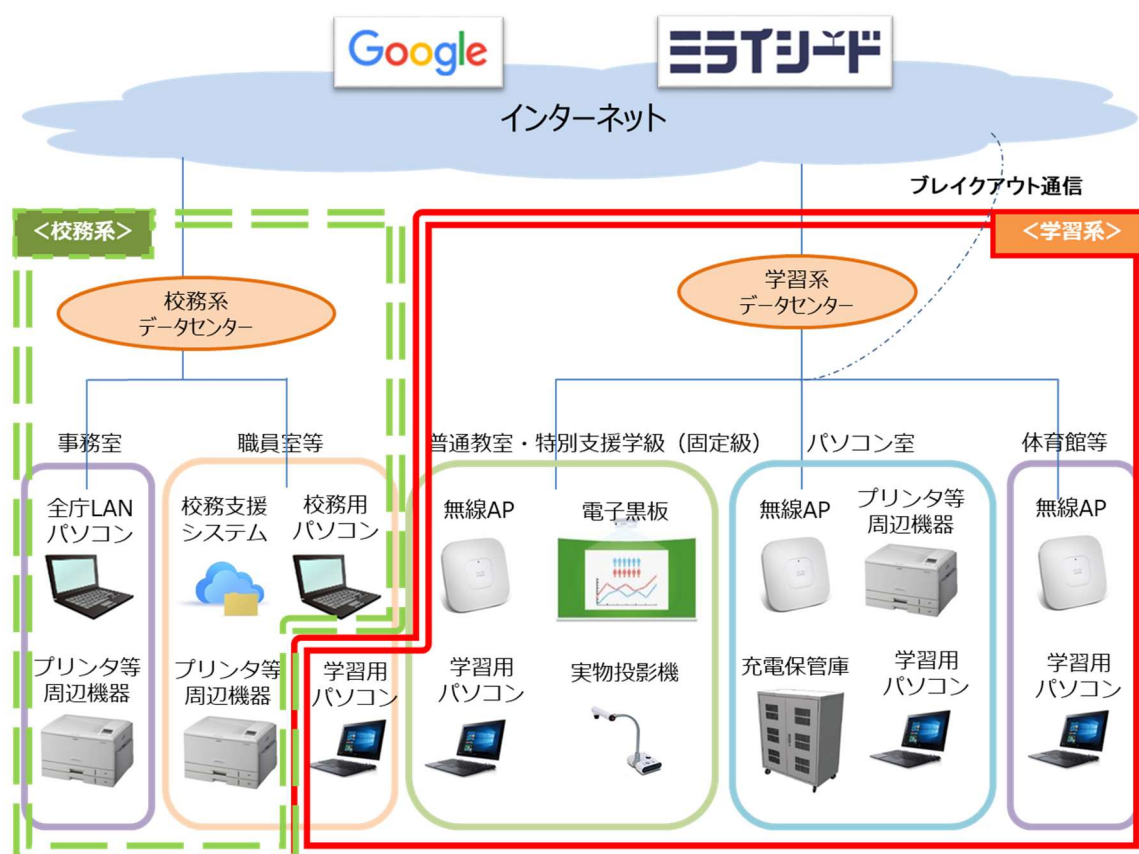 Google
ミライシード
インターネット
ブレイクアウト通信
＜校務系＞
＜学習系＞
校務系
データセンター
学習系
データセンター
事務室
職員室等
普通教室・特別支援学級（固定級）
パソコン室
体育館等
全庁LAN
パソコン
校務支援
システム
校務用
パソコン
無線AP
電子黒板
無線AP
プリンタ等
周辺機器
無線AP
プリンタ等
周辺機器
プリンタ等
周辺機器
学習用
パソコン
学習用
パソコン
実物投影機
充電保管庫
学習用
パソコン
学習用
パソコン